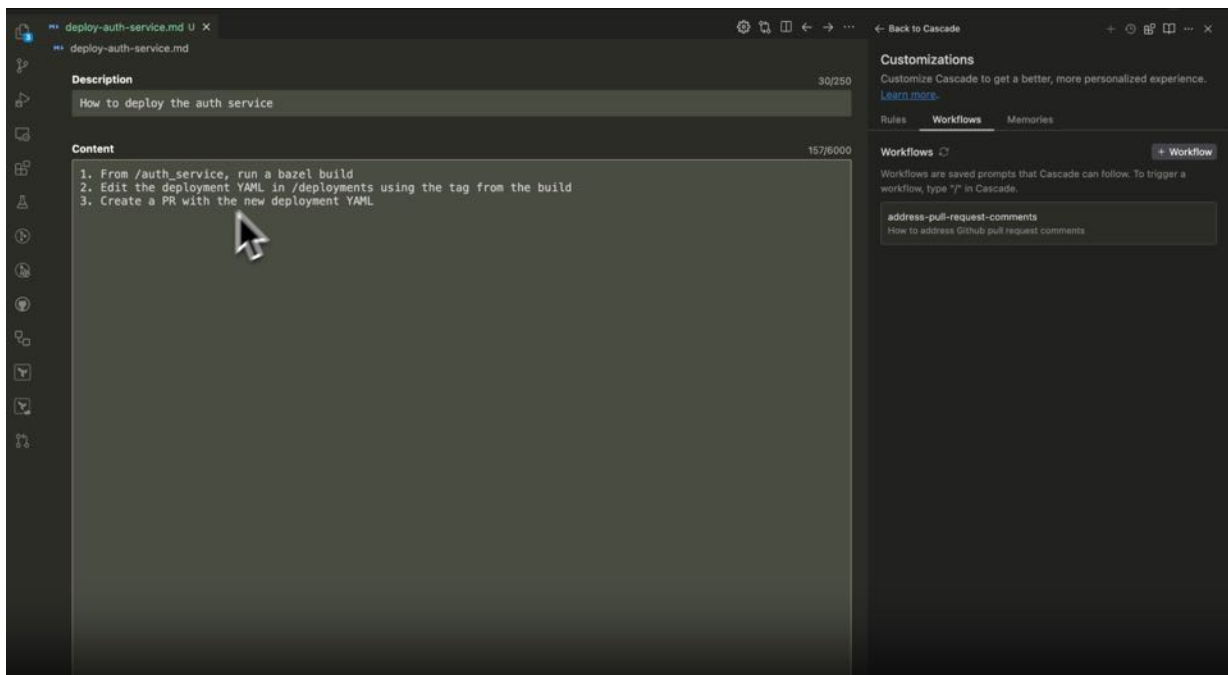 deploy-auth-service.md U
deploy-auth-service.md
Description
30/250
How to deploy the auth service
Content
157/6000
1. From /auth_service, run a bazel build
2. Edit the deployment YAML in /deployments using the tag from the build
3. Create a PR with the new deployment YAML
← Back to Cascade
Customizations
Customize Cascade to get a better, more personalized experience.
Learn more.
Rules Workflows Memories
Workflows
+ Workflow
Workflows are saved prompts that Cascade can follow. To trigger a
workflow, type "/" in Cascade.
address-pull-request-comments
How to address Github pull request comments